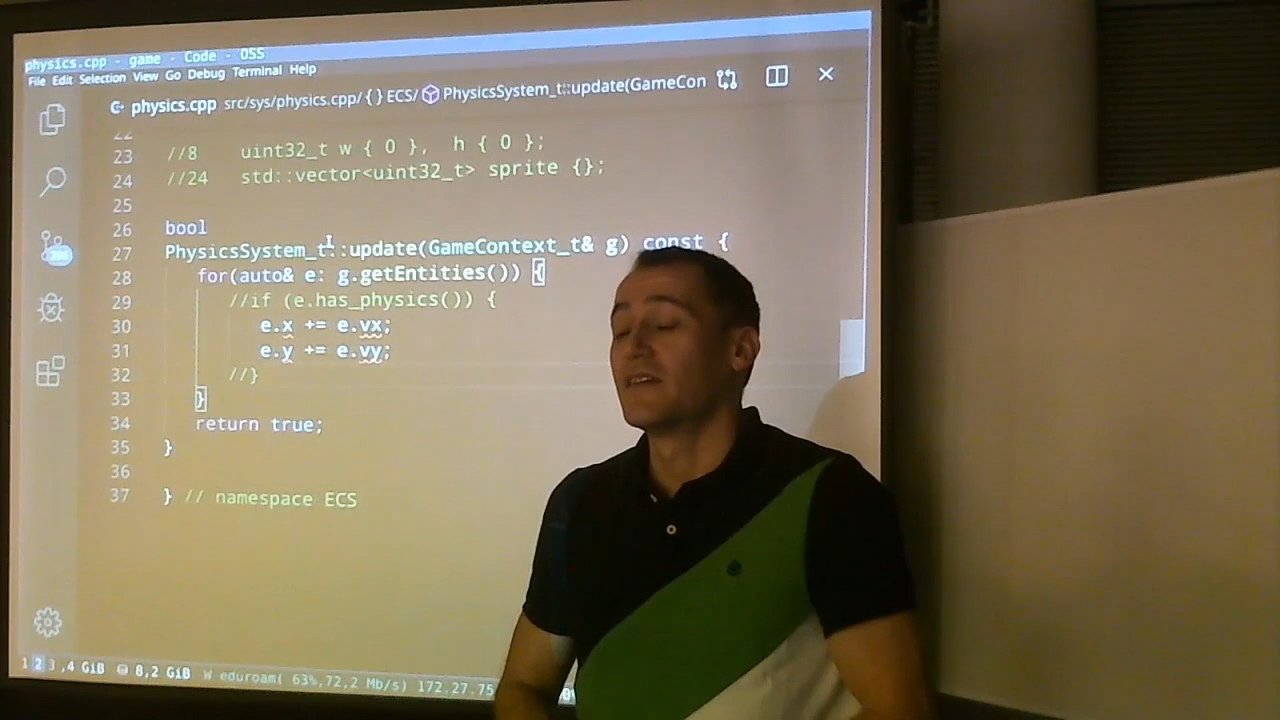 physics.cpp - game - Code - OSS
File Edit Selection View Go Debug Terminal Help
physics.cpp src/sys/physics.cpp/ {} ECS/ PhysicsSystem_t::update(GameCon
22
23 //8 uint32_t w { 0 }, h { 0 };
24 //24 std::vector<uint32_t> sprite {};
25
26 bool
27 PhysicsSystem_t::update(GameContext_t& g) const {
28 for(auto& e: g.getEntities()) {
29 //if (e.has_physics()) {
30 e.x += e.vx;
31 e.y += e.vy;
32 //}
33 }
34 return true;
35 }
36
37 } // namespace ECS
1 2 3 ,4 GiB 8,2 GiB W eduroam( 63%,72,2 Mb/s) 172.27.75